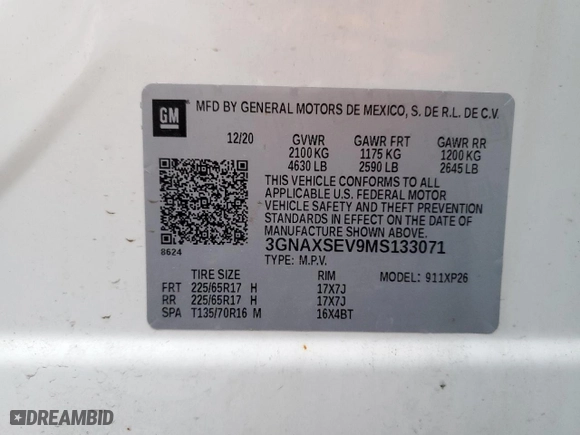 GM
MFD BY GENERAL MOTORS DE MEXICO, S. DE R.L. DE C.V.
12/20 GVWR GAWR FRT GAWR RR
2100 KG 1175 KG 1200 KG
4630 LB 2590 LB 2645 LB
THIS VEHICLE CONFORMS TO ALL
APPLICABLE U.S. FEDERAL MOTOR
VEHICLE SAFETY AND THEFT PREVENTION
STANDARDS IN EFFECT ON THE DATE OF
MANUFACTURE SHOWN ABOVE.
3GNAXSEV9MS133071
8624 TYPE: M.P.V.
TIRE SIZE RIM MODEL: 911XP26
FRT 225/65R17 H 17X7J
RR 225/65R17 H 17X7J
SPA T135/70R16 M 16X4BT
DREAMBID